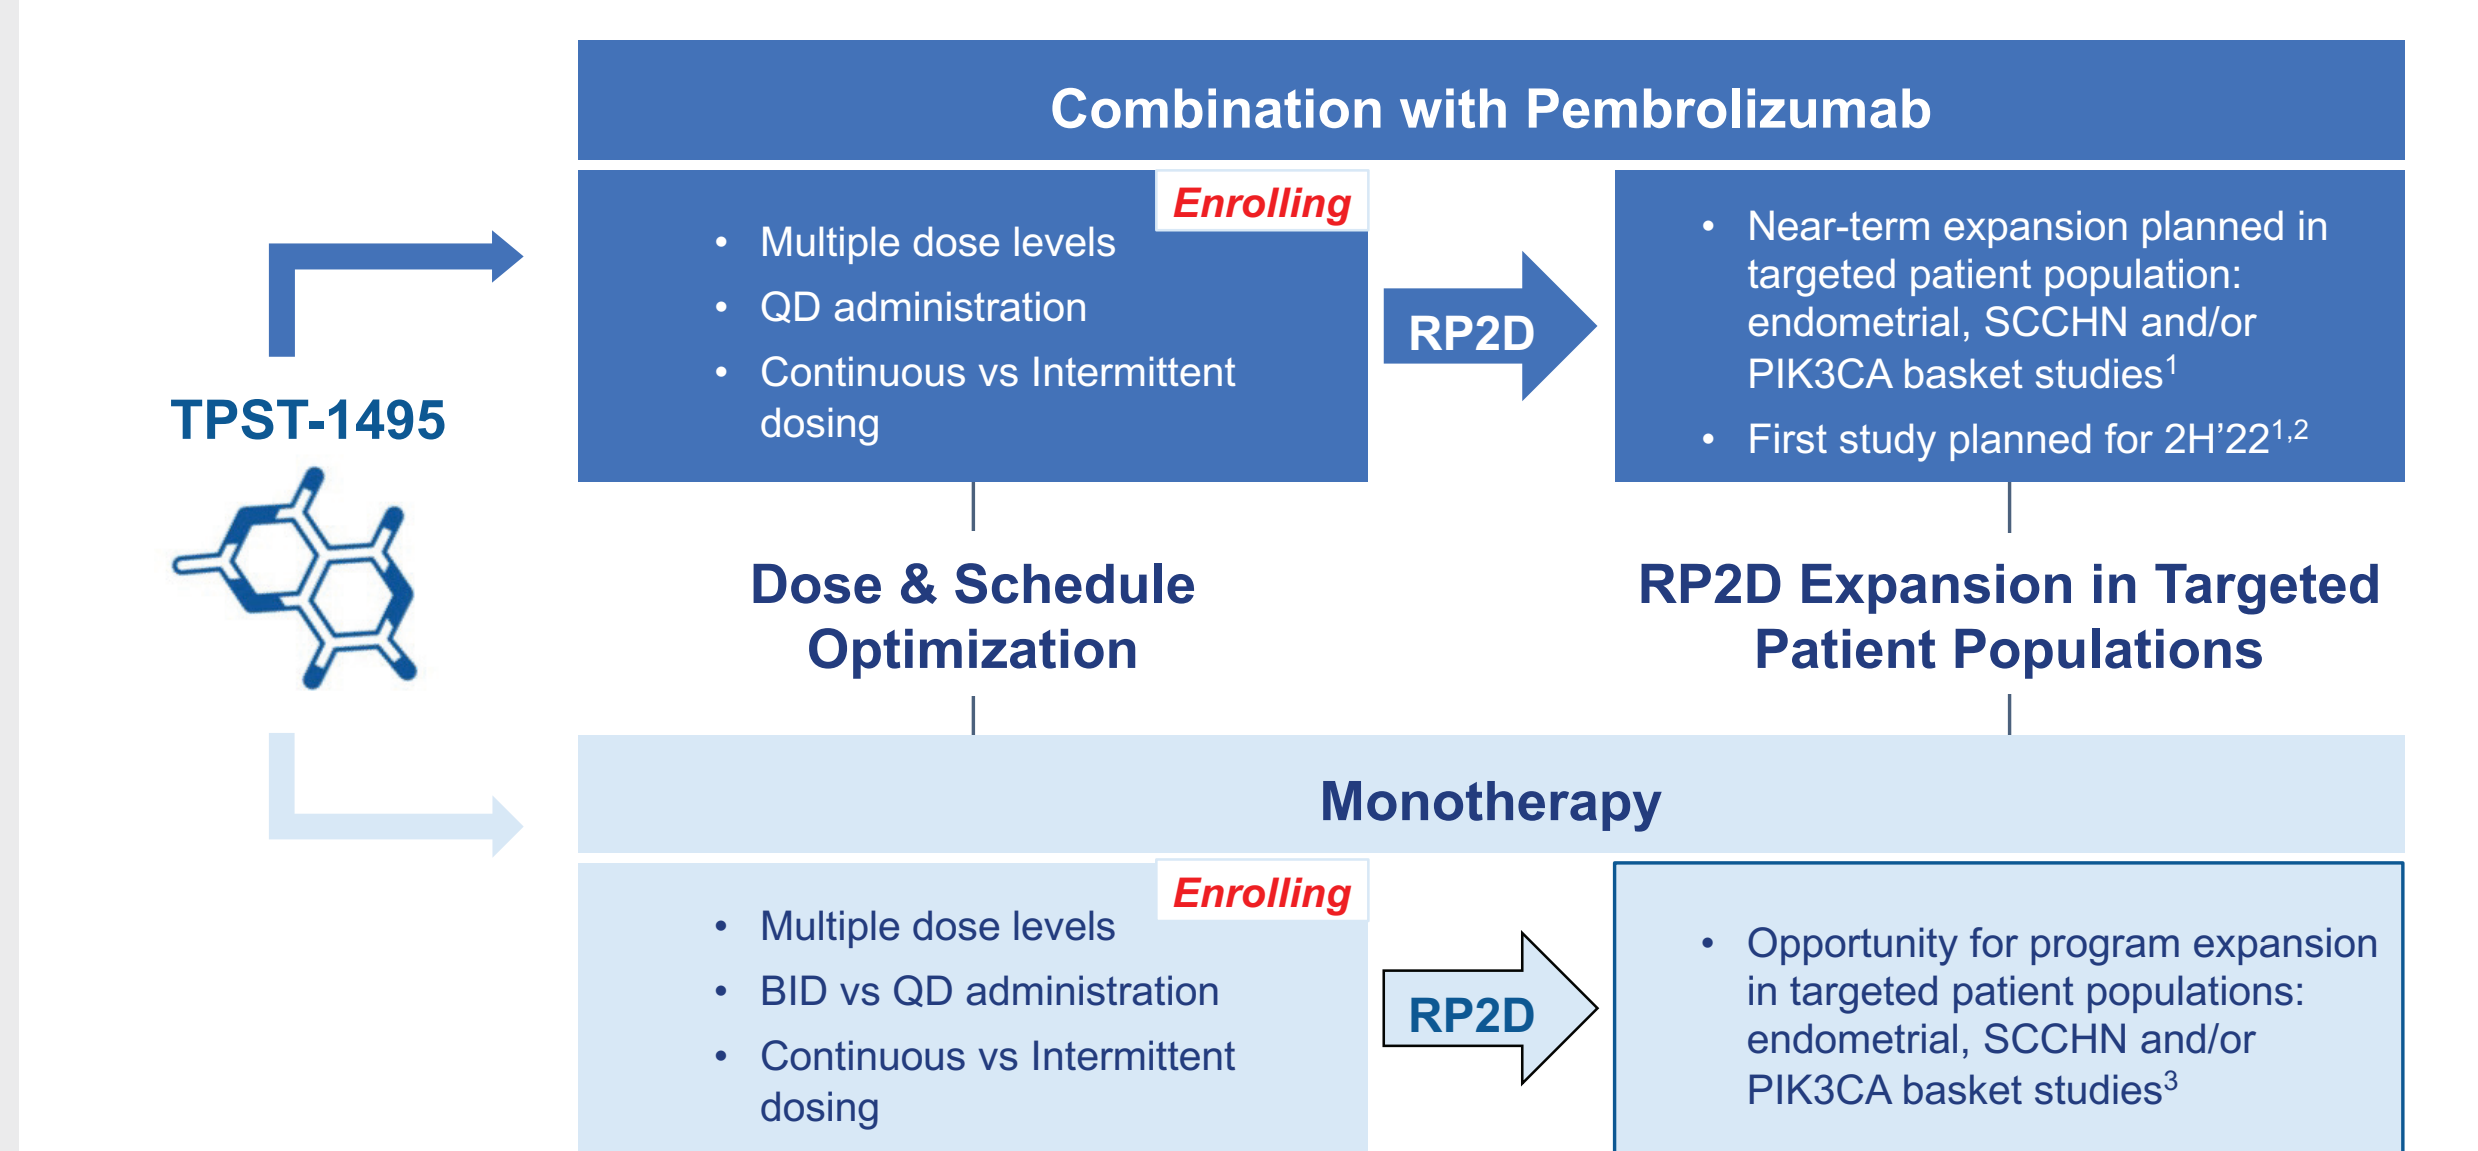 Combination with Pembrolizumab
Enrolling
• Multiple dose levels
• QD administration
• Continuous vs Intermittent
dosing
RP2D
• Near-term expansion planned in
targeted patient population:
endometrial, SCCHN and/or
PIK3CA basket studies¹
• First study planned for 2H’22¹,²
TPST-1495
Dose & Schedule
Optimization
RP2D Expansion in Targeted
Patient Populations
Monotherapy
Enrolling
• Multiple dose levels
• BID vs QD administration
• Continuous vs Intermittent
dosing
RP2D
• Opportunity for program expansion
in targeted patient populations:
endometrial, SCCHN and/or
PIK3CA basket studies³